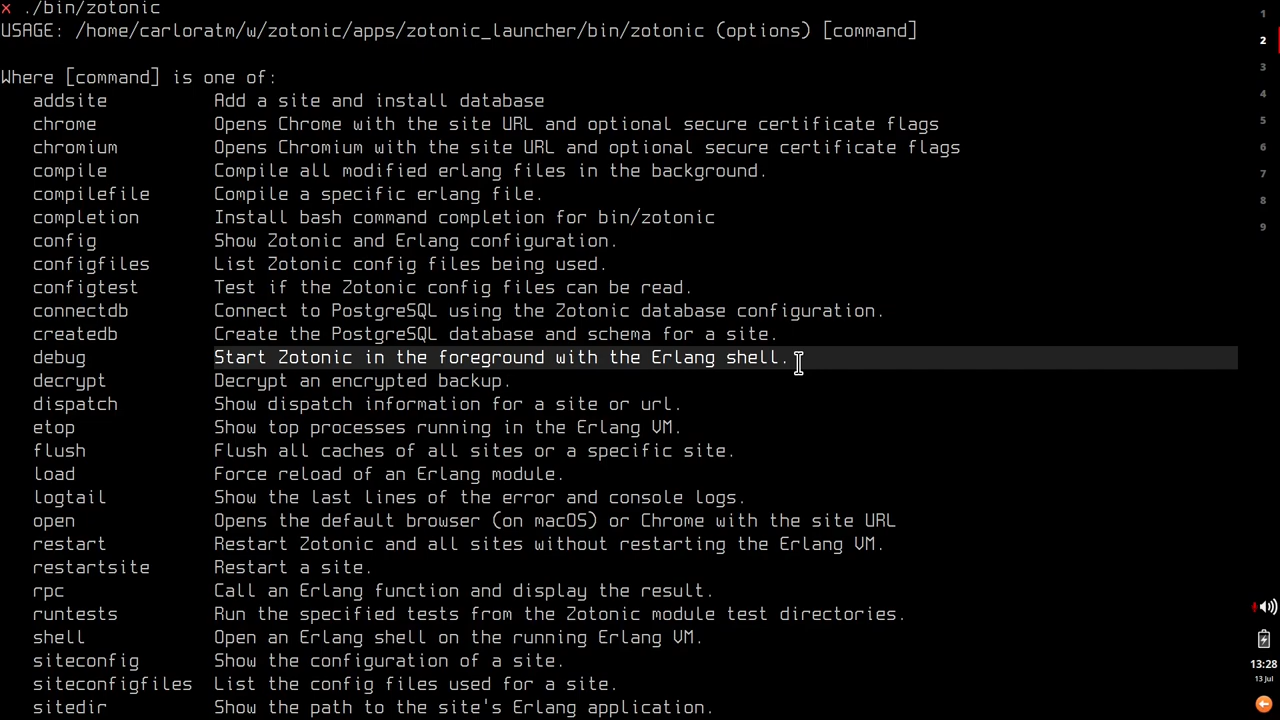 x ./bin/zotonic
USAGE: /home/carloratm/w/zotonic/apps/zotonic_launcher/bin/zotonic (options) [command]
Where [command] is one of:
addsite Add a site and install database
chrome Opens Chrome with the site URL and optional secure certificate flags
chromium Opens Chromium with the site URL and optional secure certificate flags
compile Compile all modified erlang files in the background.
compilefile Compile a specific erlang file.
completion Install bash command completion for bin/zotonic
config Show Zotonic and Erlang configuration.
configfiles List Zotonic config files being used.
configtest Test if the Zotonic config files can be read.
connectdb Connect to PostgreSQL using the Zotonic database configuration.
createdb Create the PostgreSQL database and schema for a site.
debug Start Zotonic in the foreground with the Erlang shell.
decrypt Decrypt an encrypted backup.
dispatch Show dispatch information for a site or url.
etop Show top processes running in the Erlang VM.
flush Flush all caches of all sites or a specific site.
load Force reload of an Erlang module.
logtail Show the last lines of the error and console logs.
open Opens the default browser (on macOS) or Chrome with the site URL
restart Restart Zotonic and all sites without restarting the Erlang VM.
restartsite Restart a site.
rpc Call an Erlang function and display the result.
runtests Run the specified tests from the Zotonic module test directories.
shell Open an Erlang shell on the running Erlang VM.
siteconfig Show the configuration of a site.
siteconfigfiles List the config files used for a site.
sitedir Show the path to the site's Erlang application.
1
2
3
4
5
6
7
8
9
13:28
13 Jul